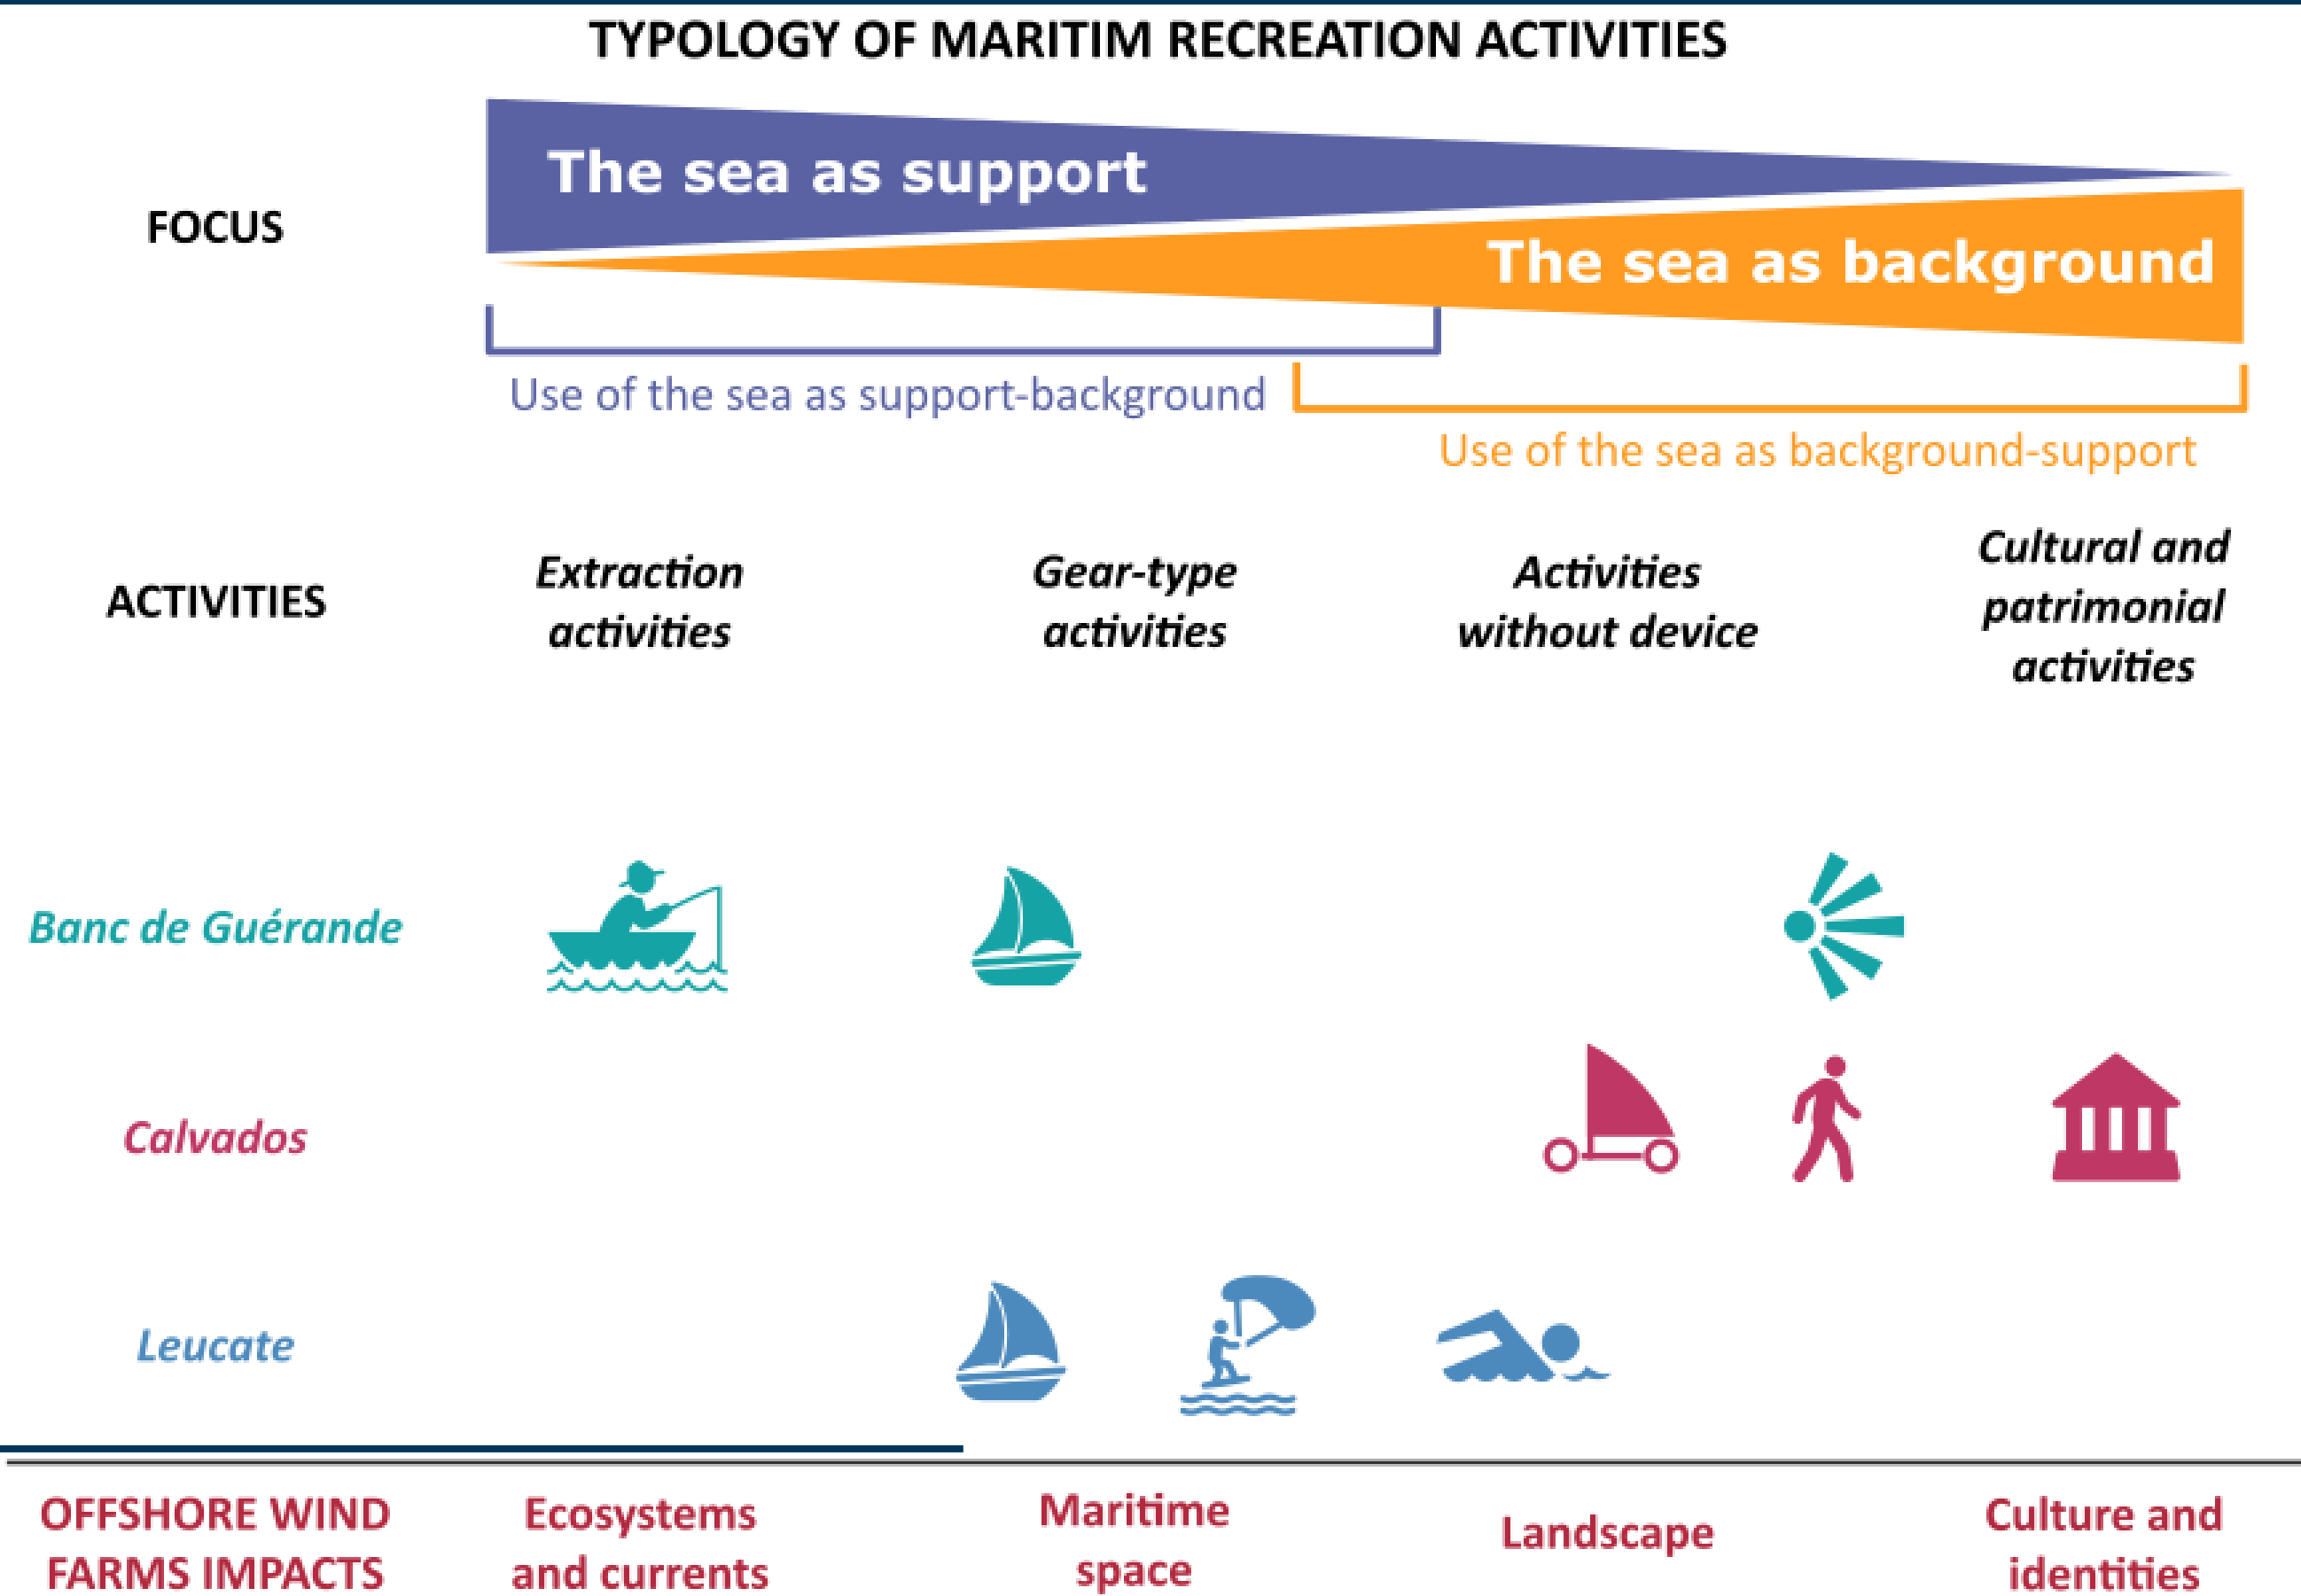 TYPOLOGY OF MARITIM RECREATION ACTIVITIES
FOCUS
The sea as support
The sea as background
Use of the sea as support-background
Use of the sea as background-support
ACTIVITIES
Extraction
activities
Gear-type
activities
Activities
without device
Cultural and
patrimonial
activities
Banc de Guérande
Calvados
Leucate
OFFSHORE WIND
FARMS IMPACTS
Ecosystems
and currents
Maritime
space
Landscape
Culture and
identities